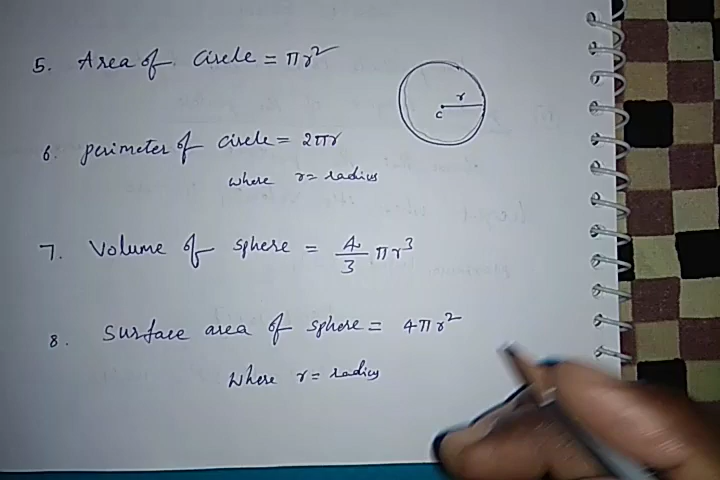 5. Area of circle = πr²
r
c
6. perimeter of circle = 2πr
where r = radius
7. Volume of sphere = 4/3 πr³
8. Surface area of sphere = 4πr²
where r = radius